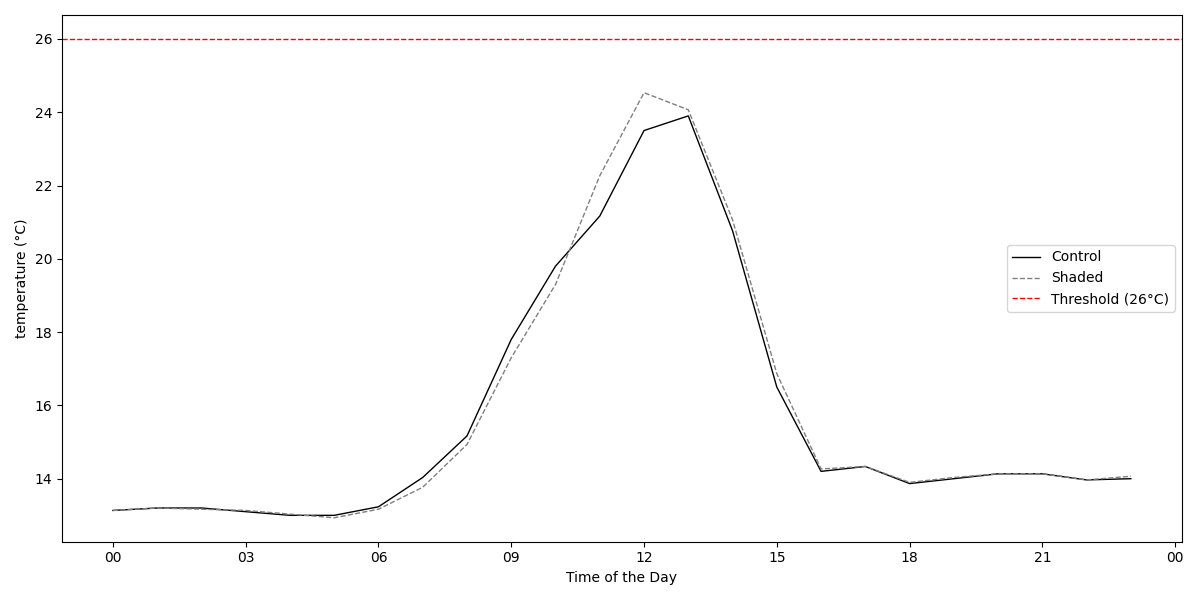 26
24
22
20
18
16
14
temperature (°C)
Control
Shaded
Threshold (26°C)
00 03 06 09 12 15 18 21 00
Time of the Day